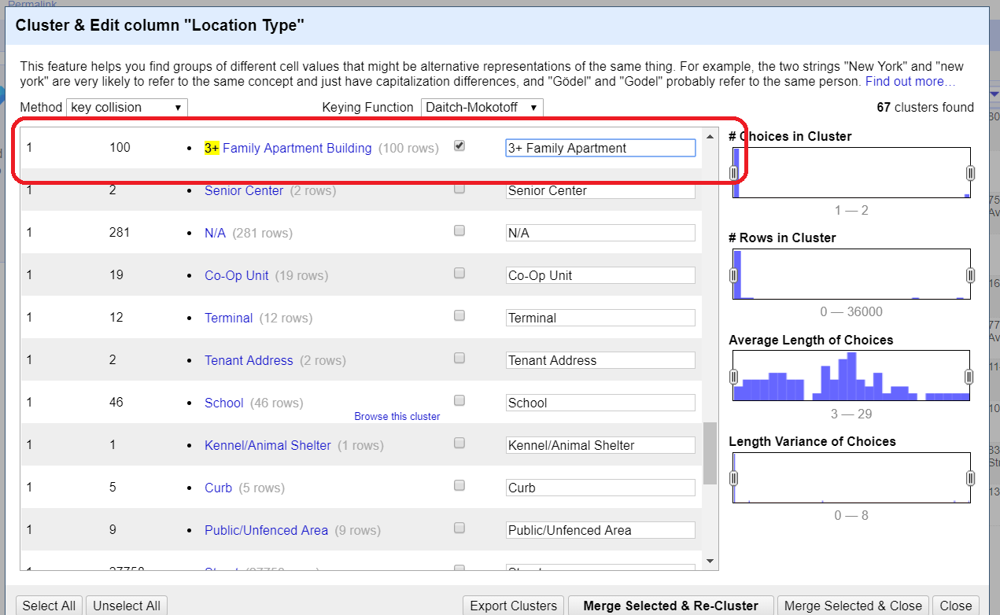 Permalink
Cluster & Edit column "Location Type"
This feature helps you find groups of different cell values that might be alternative representations of the same thing. For example, the two strings "New York" and "new
york" are very likely to refer to the same concept and just have capitalization differences, and "Gödel" and "Godel" probably refer to the same person. Find out more...
Method key collision Keying Function Daitch-Mokotoff 67 clusters found
1 100 • 3+ Family Apartment Building (100 rows) 3+ Family Apartment
1 2 • Senior Center (2 rows) Senior Center
1 281 • N/A (281 rows) N/A
1 19 • Co-Op Unit (19 rows) Co-Op Unit
1 12 • Terminal (12 rows) Terminal
1 2 • Tenant Address (2 rows) Tenant Address
1 46 • School (46 rows) School
Browse this cluster
1 1 • Kennel/Animal Shelter (1 rows) Kennel/Animal Shelter
1 5 • Curb (5 rows) Curb
1 9 • Public/Unfenced Area (9 rows) Public/Unfenced Area
# Choices in Cluster
1 — 2
# Rows in Cluster
0 — 36000
Average Length of Choices
3 — 29
Length Variance of Choices
0 — 8
Select All Unselect All Export Clusters Merge Selected & Re-Cluster Merge Selected & Close Close